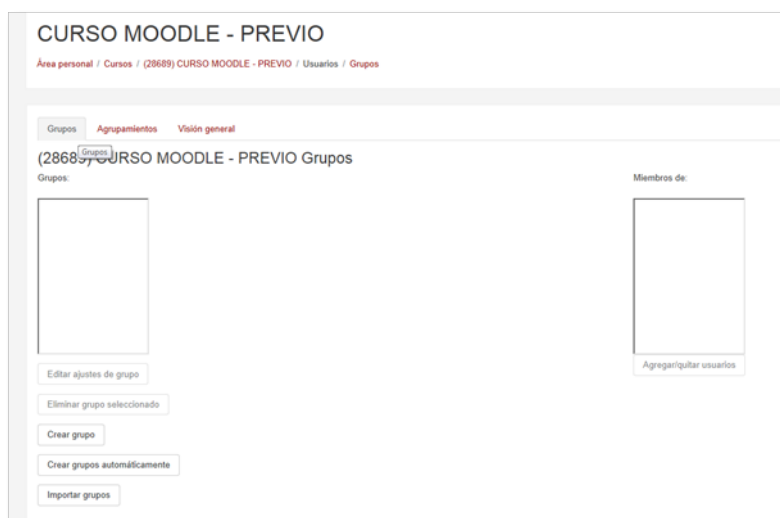 CURSO MOODLE - PREVIO
Área personal / Cursos / (28689) CURSO MOODLE - PREVIO / Usuarios / Grupos
Grupos Agrupamientos Visión general
Grupos
(28689) CURSO MOODLE - PREVIO Grupos
Grupos: Miembros de:
Agregar/quitar usuarios
Editar ajustes de grupo
Eliminar grupo seleccionado
Crear grupo
Crear grupos automáticamente
Importar grupos